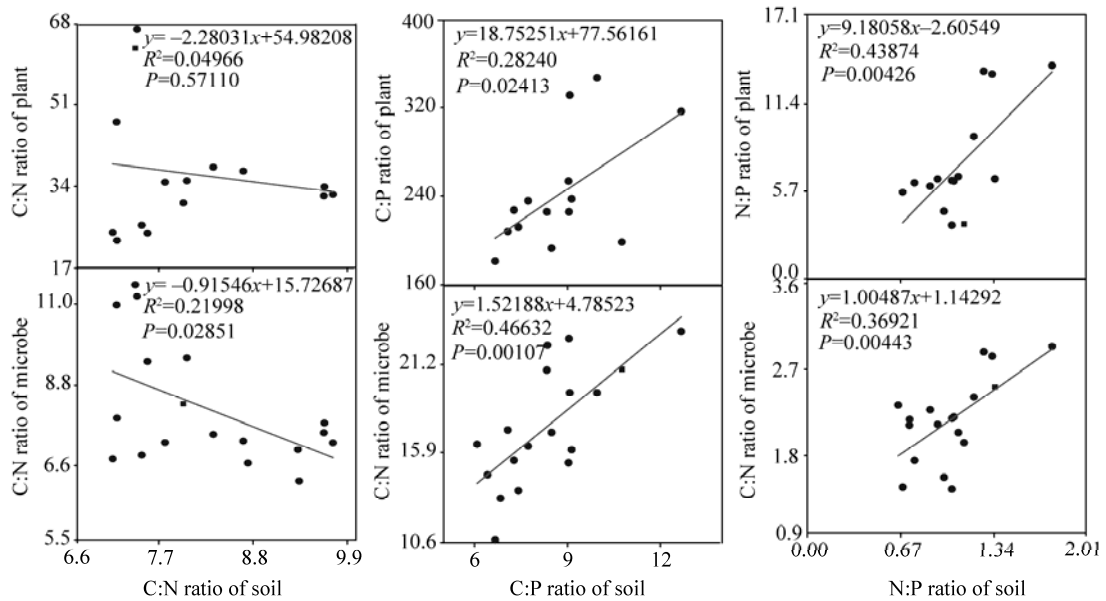 C:N ratio of plant
68
51
34
17
y= −2.28031x+54.98208
R²=0.04966
P=0.57110
C:P ratio of plant
400
320
240
160
y=18.75251x+77.56161
R²=0.28240
P=0.02413
N:P ratio of plant
17.1
11.4
5.7
0.0
y=9.18058x−2.60549
R²=0.43874
P=0.00426
C:N ratio of microbe
11.0
8.8
6.6
5.5
y= −0.91546x+15.72687
R²=0.21998
P=0.02851
6.6 7.7 8.8 9.9
C:N ratio of soil
C:N ratio of microbe
21.2
15.9
10.6
y=1.52188x+4.78523
R²=0.46632
P=0.00107
6 9 12
C:P ratio of soil
C:N ratio of microbe
3.6
2.7
1.8
0.9
y=1.00487x+1.14292
R²=0.36921
P=0.00443
0.00 0.67 1.34 2.01
N:P ratio of soil